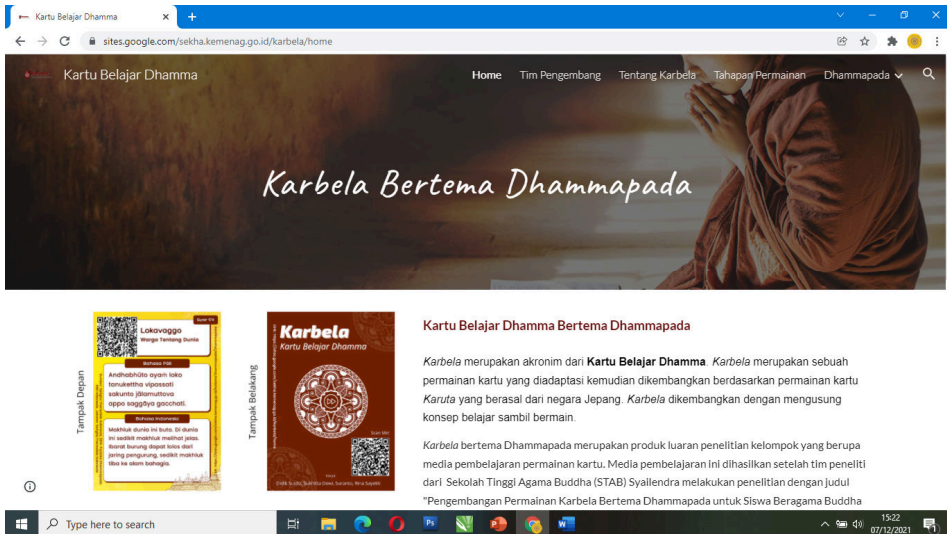 Kartu Belajar Dhamma
sites.google.com/sekha.kemenag.go.id/karbela/home
Kartu Belajar Dhamma
Home Tim Pengembang Tentang Karbela Tahapan Permainan Dhammapada
Karbela Bertema Dhammapada
Tampak Depan
Lokavaggo
Warga Tentang Dunia
Bahasa Pali
Andhabhūto ayaṁ loko
tanukettha vipassati
sakunto jālamuttova
appo saggāya gacchati.
Bahasa Indonesia
Makhluk dunia ini buta. Di dunia
ini sedikit makhluk melihat jelas.
Ibarat burung dapat lolos dari
jaring pengurung, sedikit makhluk
tiba ke alam bahagia.
Tampak Belakang
Karbela
Kartu Belajar Dhamma
Scan Me!
Kartu Belajar Dhamma Bertema Dhammapada
Karbela merupakan akronim dari Kartu Belajar Dhamma. Karbela merupakan sebuah
permainan kartu yang diadaptasi kemudian dikembangkan berdasarkan permainan kartu
Karuta yang berasal dari negara Jepang. Karbela dikembangkan dengan mengusung
konsep belajar sambil bermain.
Karbela bertema Dhammapada merupakan produk luaran penelitian kelompok yang berupa
media pembelajaran permainan kartu. Media pembelajaran ini dihasilkan setelah tim peneliti
dari Sekolah Tinggi Agama Buddha (STAB) Syailendra melakukan penelitian dengan judul
"Pengembangan Permainan Karbela Bertema Dhammapada untuk Siswa Beragama Buddha
Type here to search
15:22
07/12/2021